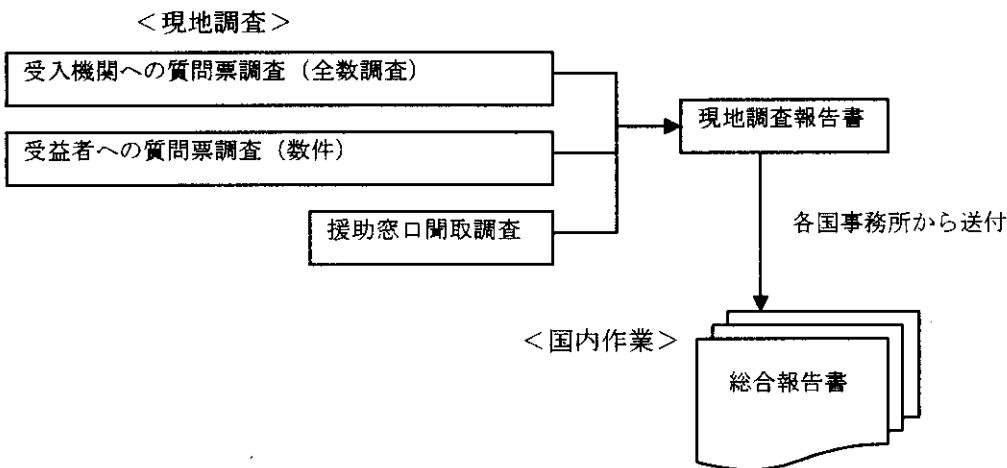 ＜現地調査＞
受入機関への質問票調査（全数調査）
現地調査報告書
受益者への質問票調査（数件）
援助窓口聞取調査
各国事務所から送付
＜国内作業＞
総合報告書